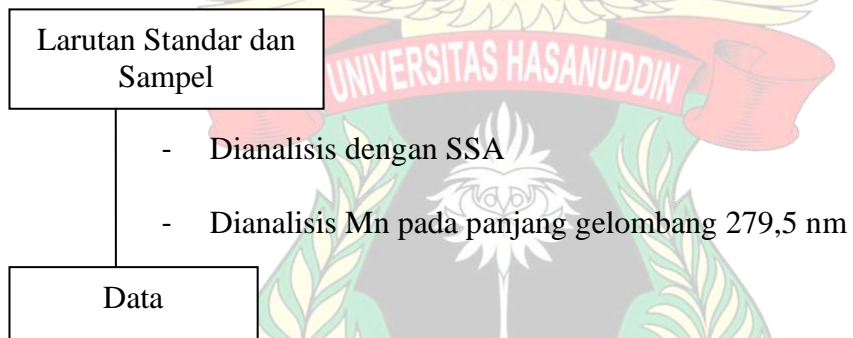 Larutan Standar dan
Sampel
UNIVERSITAS HASANUDDIN
- Dianalisis dengan SSA
- Dianalisis Mn pada panjang gelombang 279,5 nm
Data